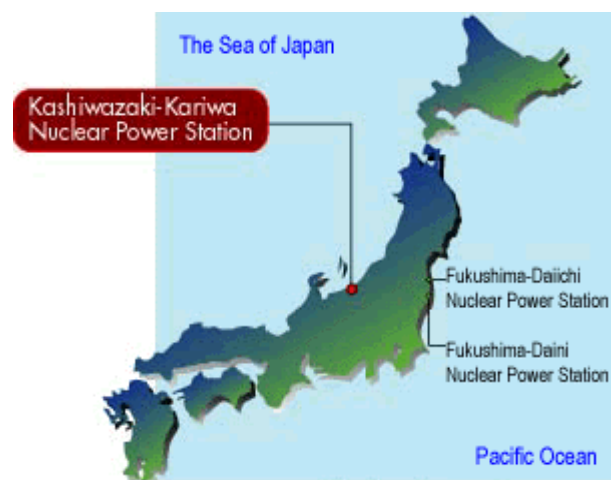 The Sea of Japan
Kashiwazaki-Kariwa
Nuclear Power Station
Fukushima-Daiichi
Nuclear Power Station
Fukushima-Daini
Nuclear Power Station
Pacific Ocean